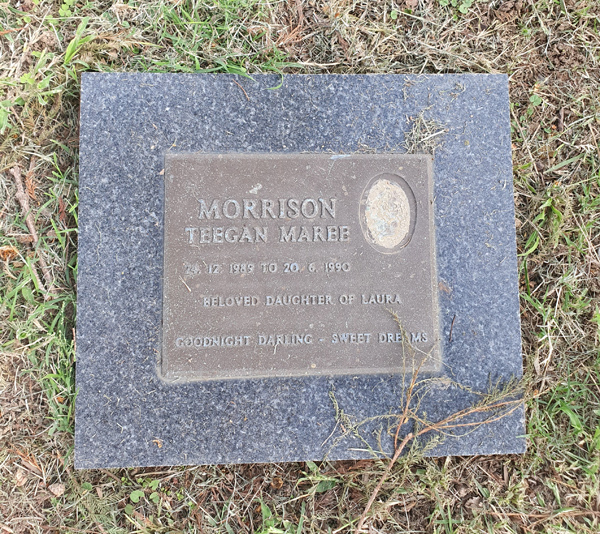 MORRISON
TEEGAN MAREE
24. 12. 1989 TO 20. 6. 1990
BELOVED DAUGHTER OF LAURA
GOODNIGHT DARLING - SWEET DREAMS